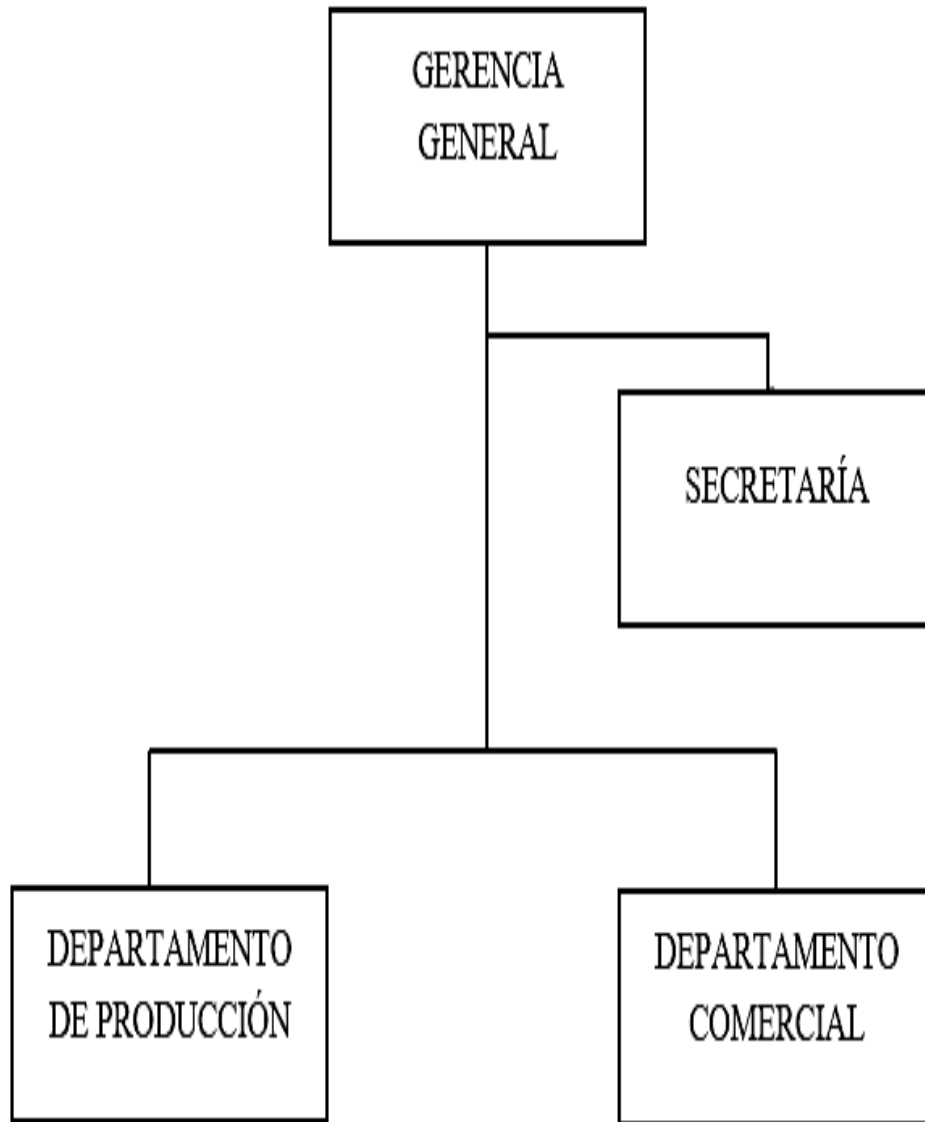 GERENCIA
GENERAL
SECRETARÍA
DEPARTAMENTO
DE PRODUCCIÓN
DEPARTAMENTO
COMERCIAL